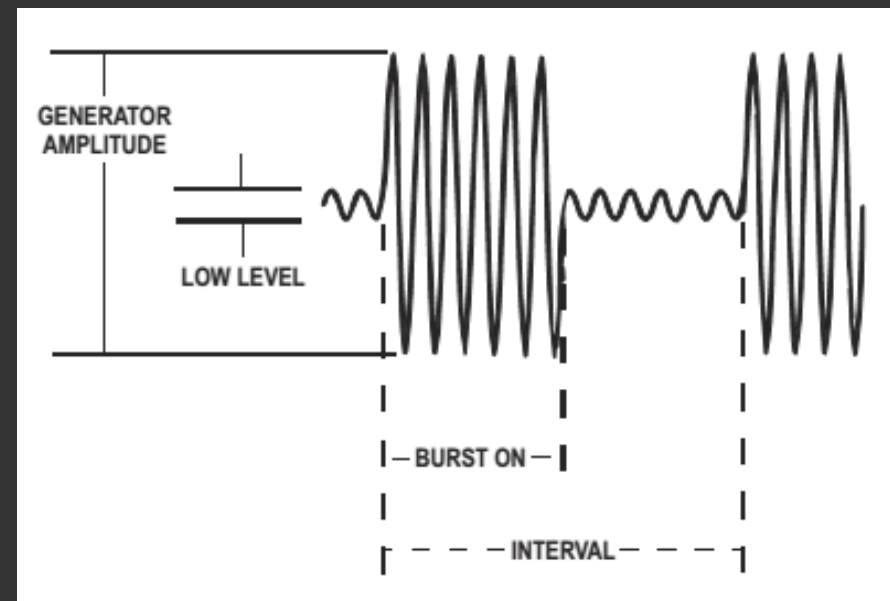 GENERATOR
AMPLITUDE
LOW LEVEL
BURST ON
INTERVAL